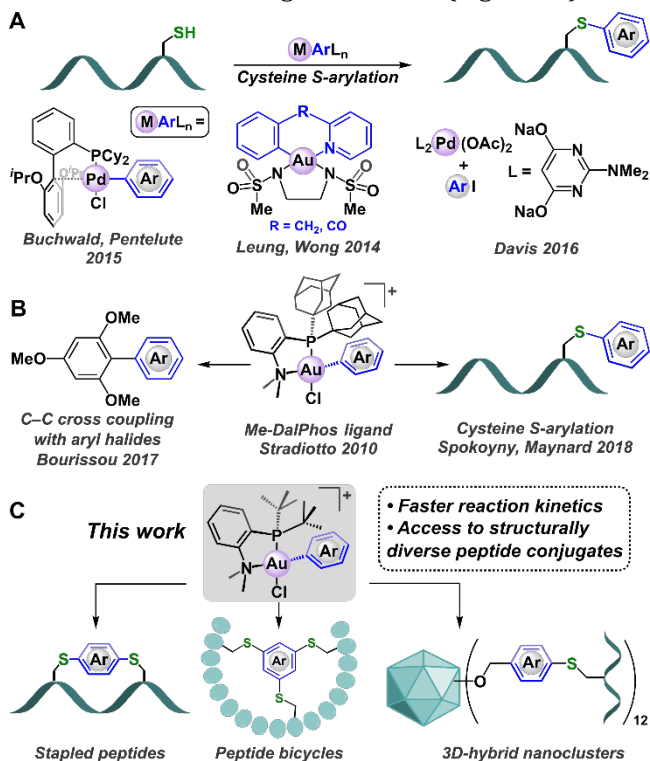 A
SH
M ArLn
Cysteine S-arylation
S
Ar
M ArLn =
PCy2
iPrO
OiPr
Pd
Ar
Cl
Buchwald, Pentelute
2015
R
N
Au
O
S
O
N
N
O
S
O
Me
Me
R = CH2, CO
Leung, Wong 2014
L2Pd(OAc)2
+
Ar I
L =
NaO
N
N
NMe2
NaO
Davis 2016
B
OMe
MeO
Ar
OMe
C–C cross coupling
with aryl halides
Bourissou 2017
+
P
N
Au
Ar
Cl
Me-DalPhos ligand
Stradiotto 2010
S
Ar
Cysteine S-arylation
Spokoyny, Maynard 2018
C
This work
+
P
N
Au
Ar
Cl
• Faster reaction kinetics
• Access to structurally
diverse peptide conjugates
S
Ar
S
Stapled peptides
S
S
Ar
S
Peptide bicycles
O
Ar
S
12
3D-hybrid nanoclusters